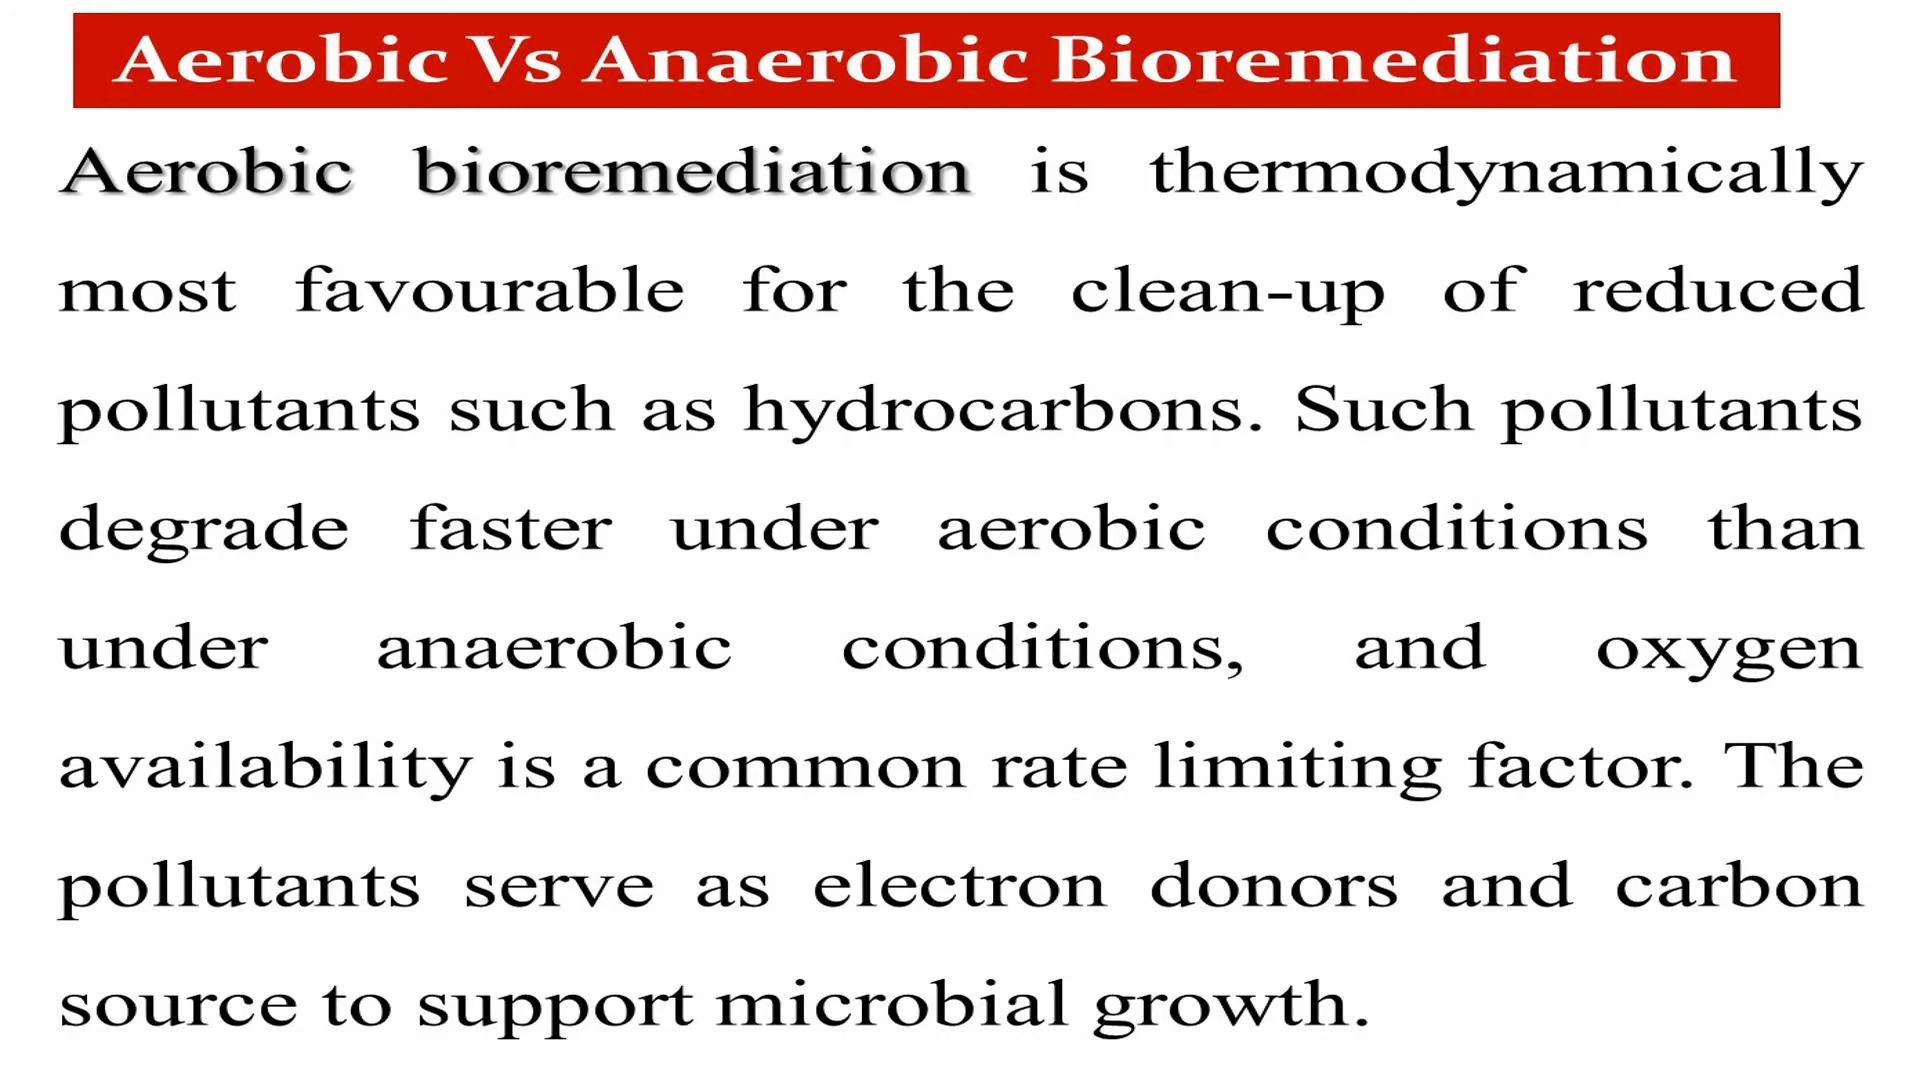 Aerobic Vs Anaerobic Bioremediation
Aerobic bioremediation is thermodynamically
most favourable for the clean-up of reduced
pollutants such as hydrocarbons. Such pollutants
degrade faster under aerobic conditions than
under anaerobic conditions, and oxygen
availability is a common rate limiting factor. The
pollutants serve as electron donors and carbon
source to support microbial growth.